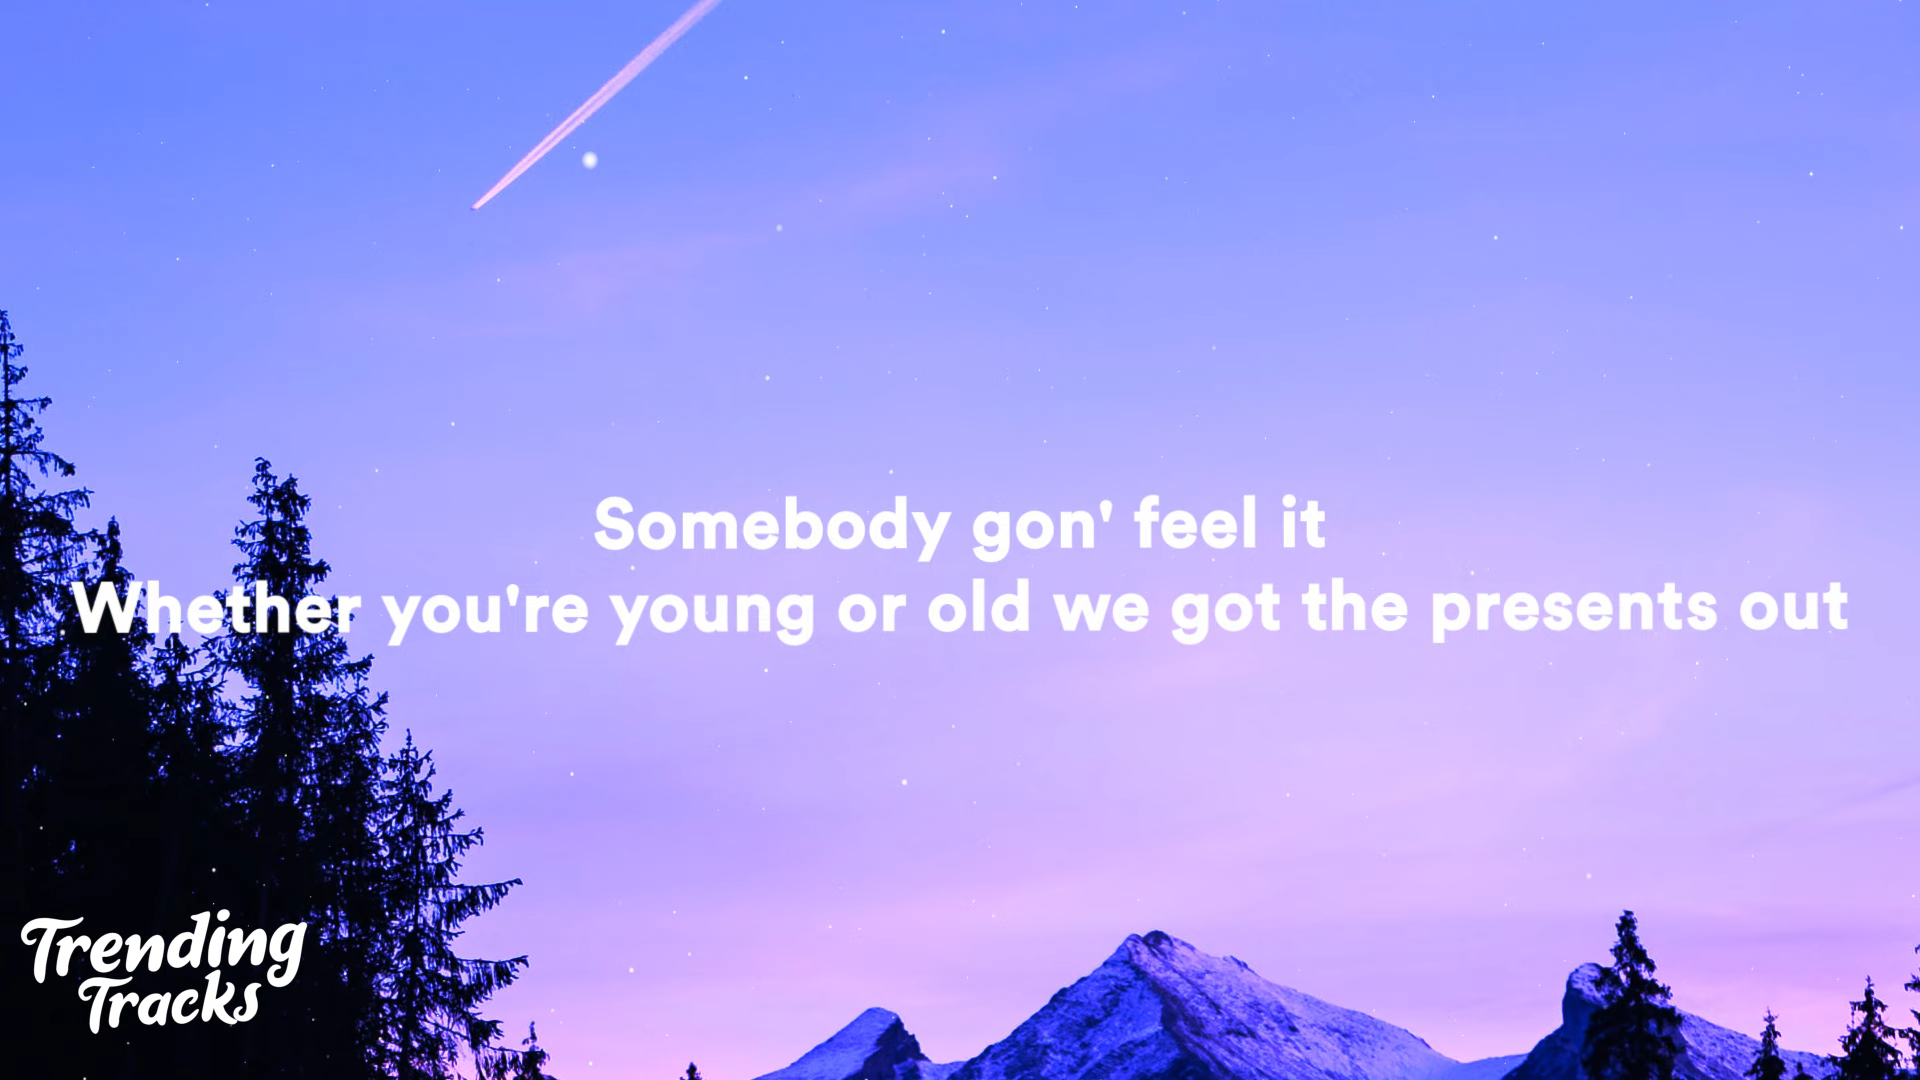 Somebody gon' feel it
Whether you're young or old we got the presents out
Trending
Tracks